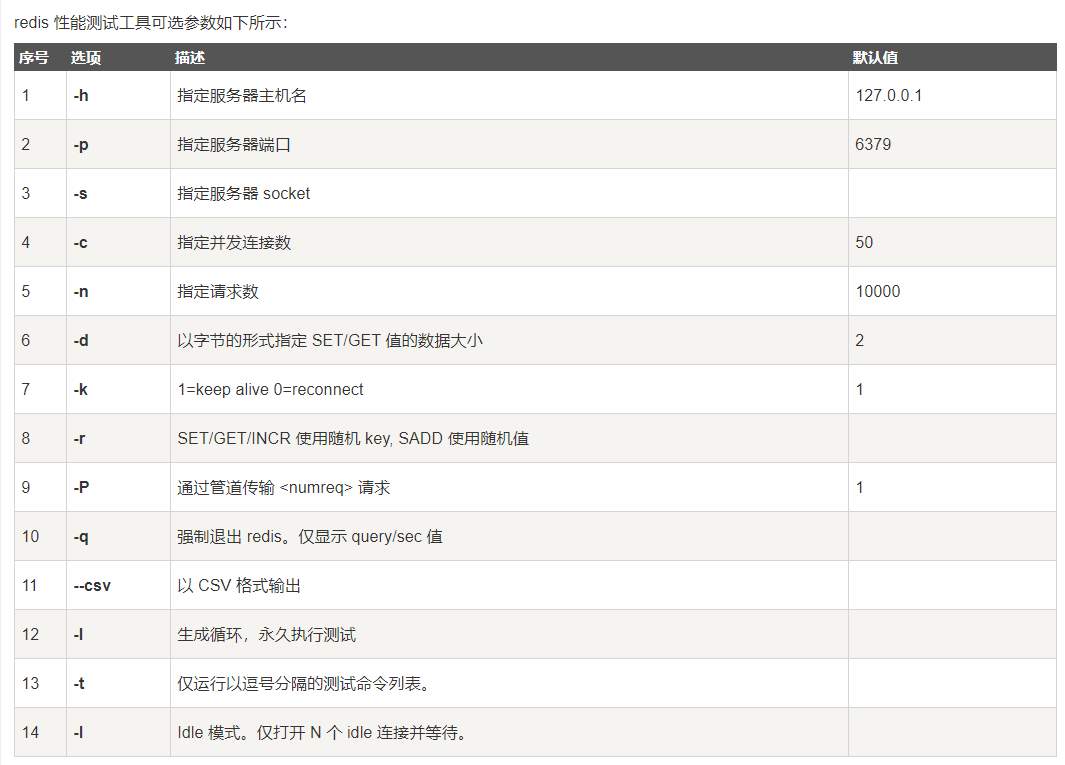 redis 性能测试工具可选参数如下所示：
序号 选项 描述 默认值
1 -h 指定服务器主机名 127.0.0.1
2 -p 指定服务器端口 6379
3 -s 指定服务器 socket
4 -c 指定并发连接数 50
5 -n 指定请求数 10000
6 -d 以字节的形式指定 SET/GET 值的数据大小 2
7 -k 1=keep alive 0=reconnect 1
8 -r SET/GET/INCR 使用随机 key, SADD 使用随机值
9 -P 通过管道传输 <numreq> 请求 1
10 -q 强制退出 redis。仅显示 query/sec 值
11 --csv 以 CSV 格式输出
12 -l 生成循环，永久执行测试
13 -t 仅运行以逗号分隔的测试命令列表。
14 -I Idle 模式。仅打开 N 个 idle 连接并等待。